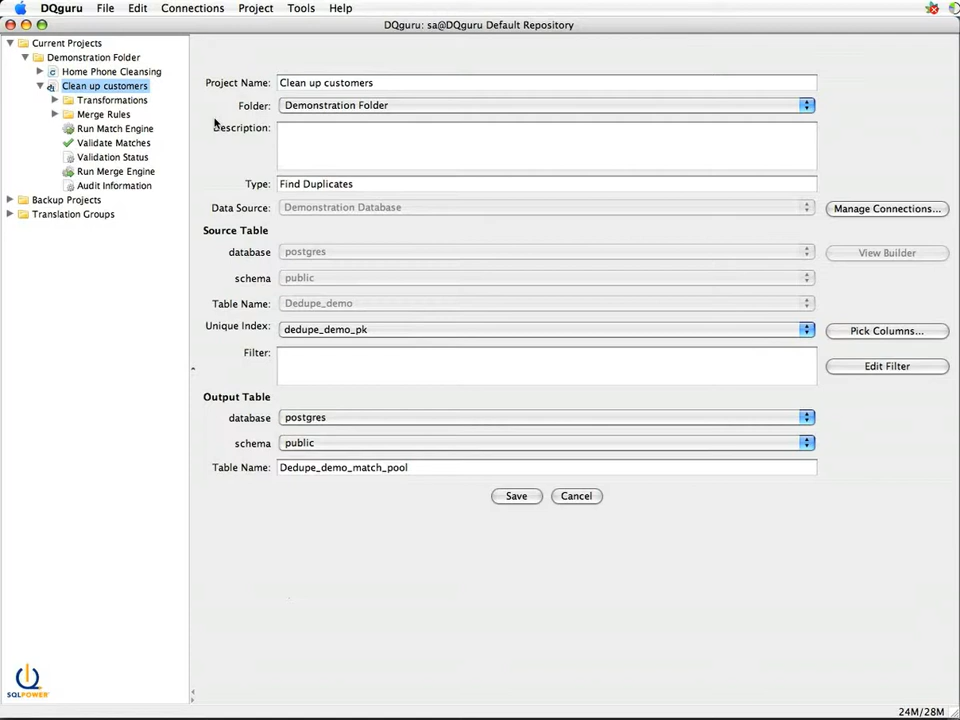 DQguru File Edit Connections Project Tools Help
DQguru: sa@DQguru Default Repository
Current Projects
Demonstration Folder
Home Phone Cleansing
Clean up customers
Transformations
Merge Rules
Run Match Engine
Validate Matches
Validation Status
Run Merge Engine
Audit Information
Backup Projects
Translation Groups
Project Name: Clean up customers
Folder: Demonstration Folder
Description:
Type: Find Duplicates
Data Source: Demonstration Database Manage Connections...
Source Table
database postgres View Builder
schema public
Table Name: Dedupe_demo
Unique Index: dedupe_demo_pk Pick Columns...
Filter: Edit Filter
Output Table
database postgres
schema public
Table Name: Dedupe_demo_match_pool
Save Cancel
SQLPOWER
24M/28M